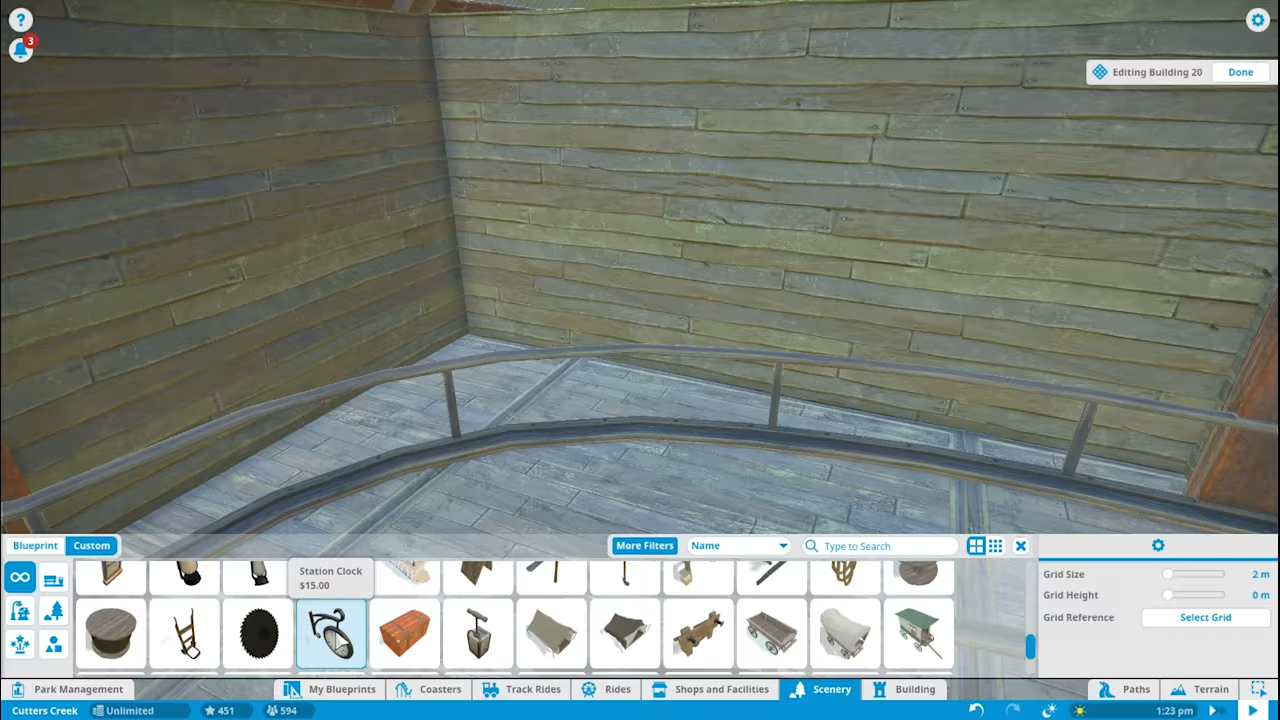 ?
3
Editing Building 20 Done
Station Clock
$15.00
Blueprint Custom More Filters Name Type to Search
Grid Size 2 m
Grid Height 0 m
Grid Reference Select Grid
Park Management My Blueprints Coasters Track Rides Rides Shops and Facilities Scenery Building Paths Terrain
Cutters Creek Unlimited 451 594 1:23 pm